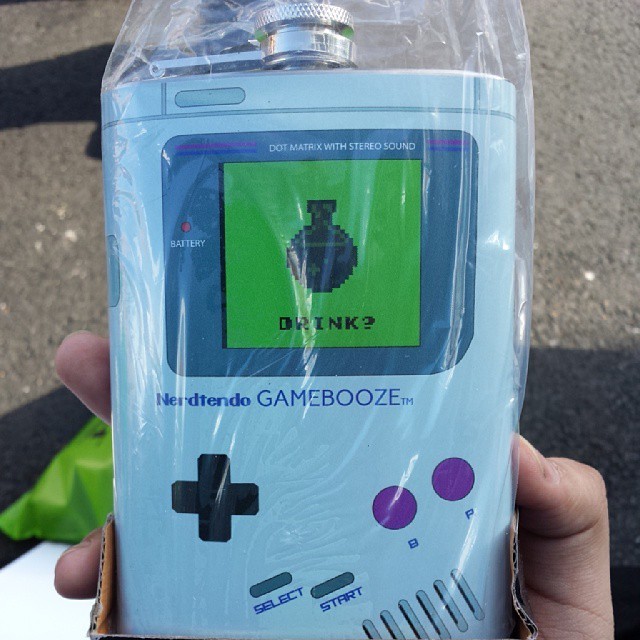 DOT MATRIX WITH STEREO SOUND
BATTERY
DRINK?
Nerdtendo GAMEBOOZE™
B
A
SELECT START